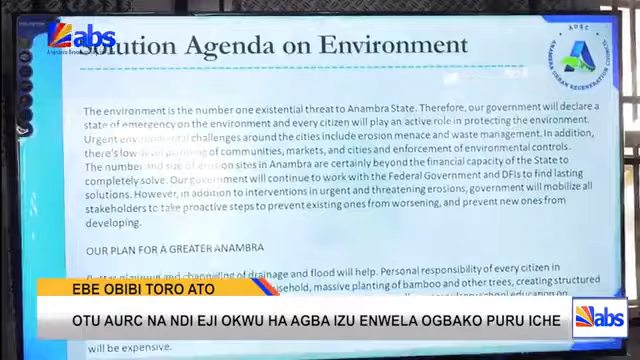 abs
Solution Agenda on Environment
The environment is the number one existential threat to Anambra State. Therefore, our government will declare a
state of emergency on the environment and every citizen will play an active role in protecting the environment.
Urgent environmental challenges around the cities include erosion menace and waste management. In addition,
there's low level planning of communities, markets, and cities and enforcement of environmental controls.
The number and size of erosion sites in Anambra are certainly beyond the financial capacity of the State to
completely solve. Our government will continue to work with the Federal Government and DFIs to find lasting
solutions. However, in addition to interventions in urgent and threatening erosions, government will mobilize all
stakeholders to take proactive steps to prevent existing ones from worsening, and prevent new ones from
developing.
OUR PLAN FOR A GREATER ANAMBRA
and channeling of drainage and flood will help. Personal responsibility of every citizen in
massive planting of bamboo and other trees, creating structured
EBE OBIBI TORO ATO
OTU AURC NA NDI EJI OKWU HA AGBA IZU ENWELA OGBAKO PURU ICHE
abs
will be expensive.